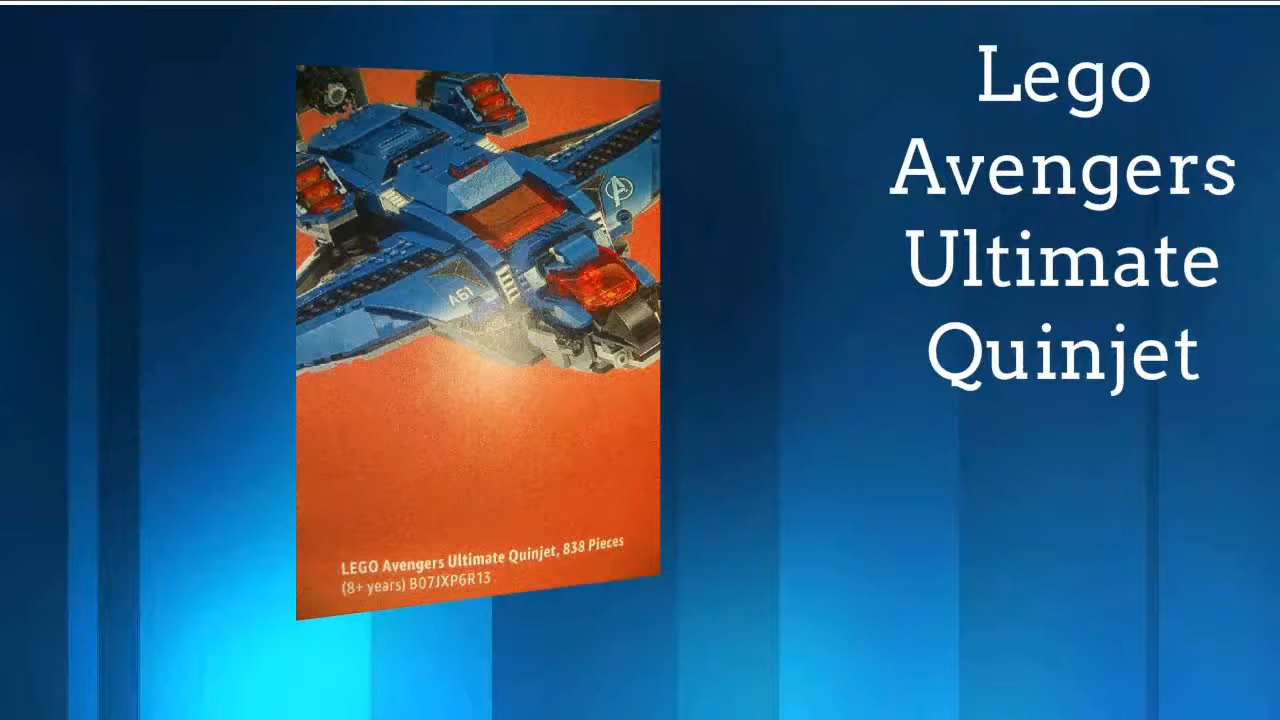 Lego
Avengers
Ultimate
Quinjet
A61
LEGO Avengers Ultimate Quinjet, 838 Pieces
(8+ years) B07JXP6R13